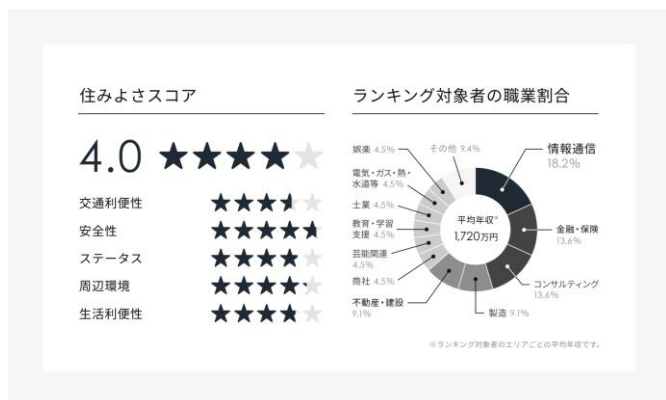 住みよさスコア
4.0
交通利便性
安全性
ステータス
周辺環境
生活利便性
ランキング対象者の職業割合
娯楽 4.5%
その他 9.4%
情報通信
18.2%
電気・ガス・熱・
水道等 4.5%
士業 4.5%
教育・学習
支援 4.5%
芸能関連
4.5%
商社 4.5%
不動産・建設
9.1%
平均年収*
1,720万円
金融・保険
13.6%
コンサルティング
13.6%
製造 9.1%
※ランキング対象者のエリアごとの平均年収です。